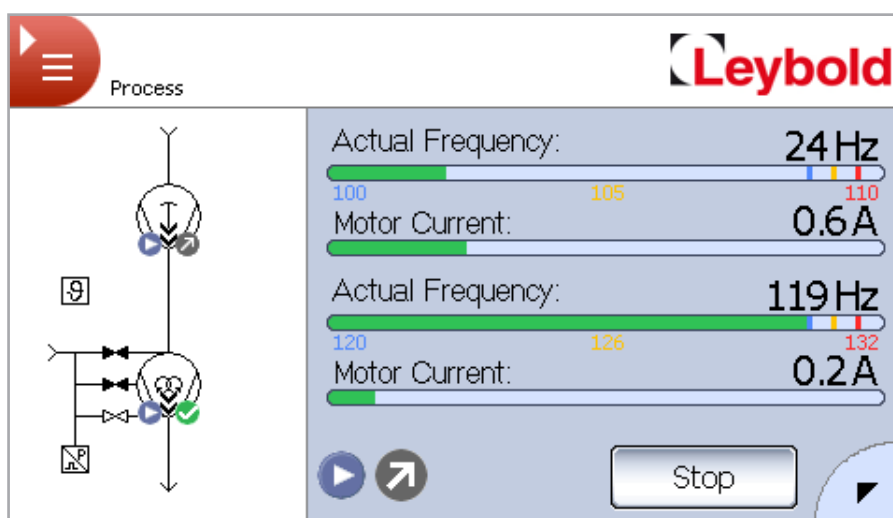 Process
Leybold
Actual Frequency: 24 Hz
100 105 110
Motor Current: 0.6 A
Actual Frequency: 119 Hz
120 126 132
Motor Current: 0.2 A
ϑ
P
Stop